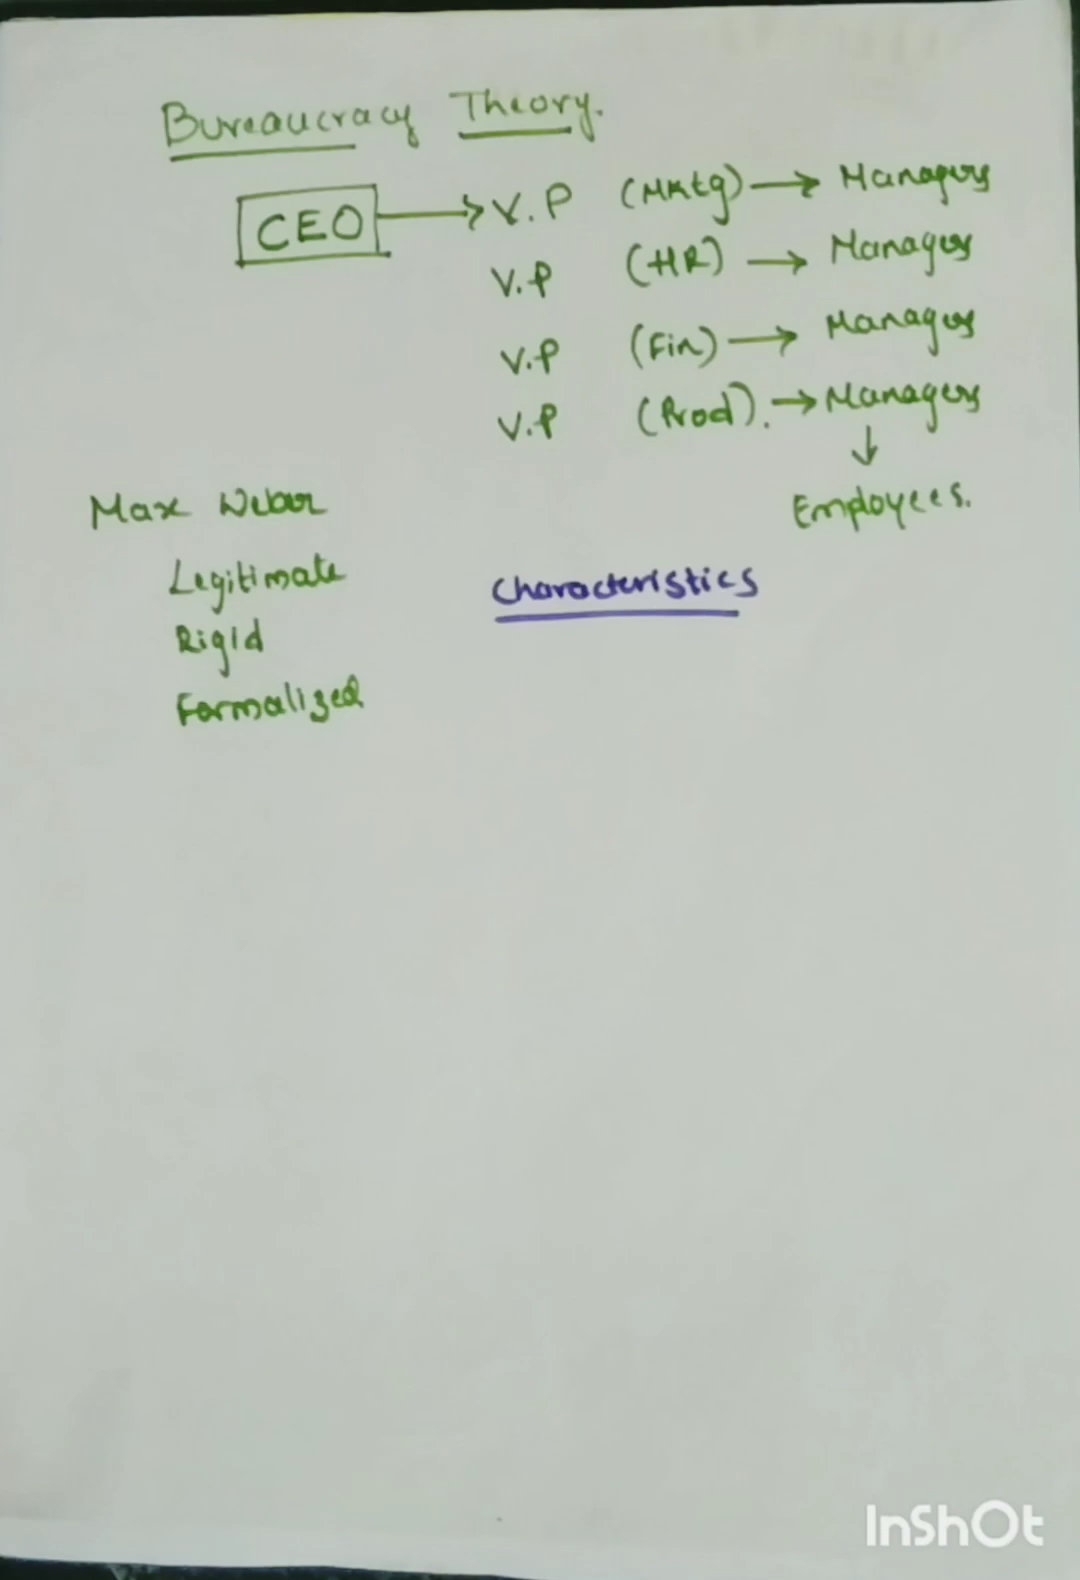 Bureaucracy Theory.
CEO → V.P (Mktg) → Managers
V.P (HR) → Managers
V.P (Fin) → Managers
V.P (Prod). → Managers
↓
Employees.
Max Weber
Legitimate
Characteristics
Rigid
Formalized
InShOt